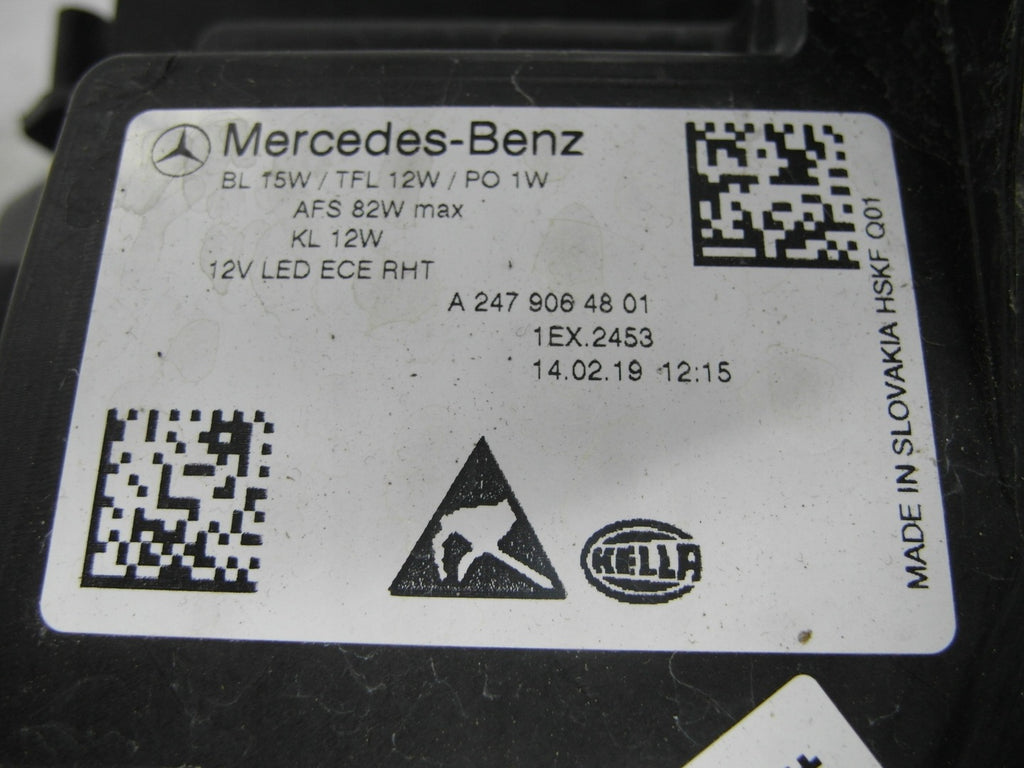 Mercedes-Benz
BL 15W / TFL 12W / PO 1W
AFS 82W max
KL 12W
12V LED ECE RHT
A 247 906 48 01
1EX.2453
14.02.19 12:15
HELLA
MADE IN SLOVAKIA HSKF Q01